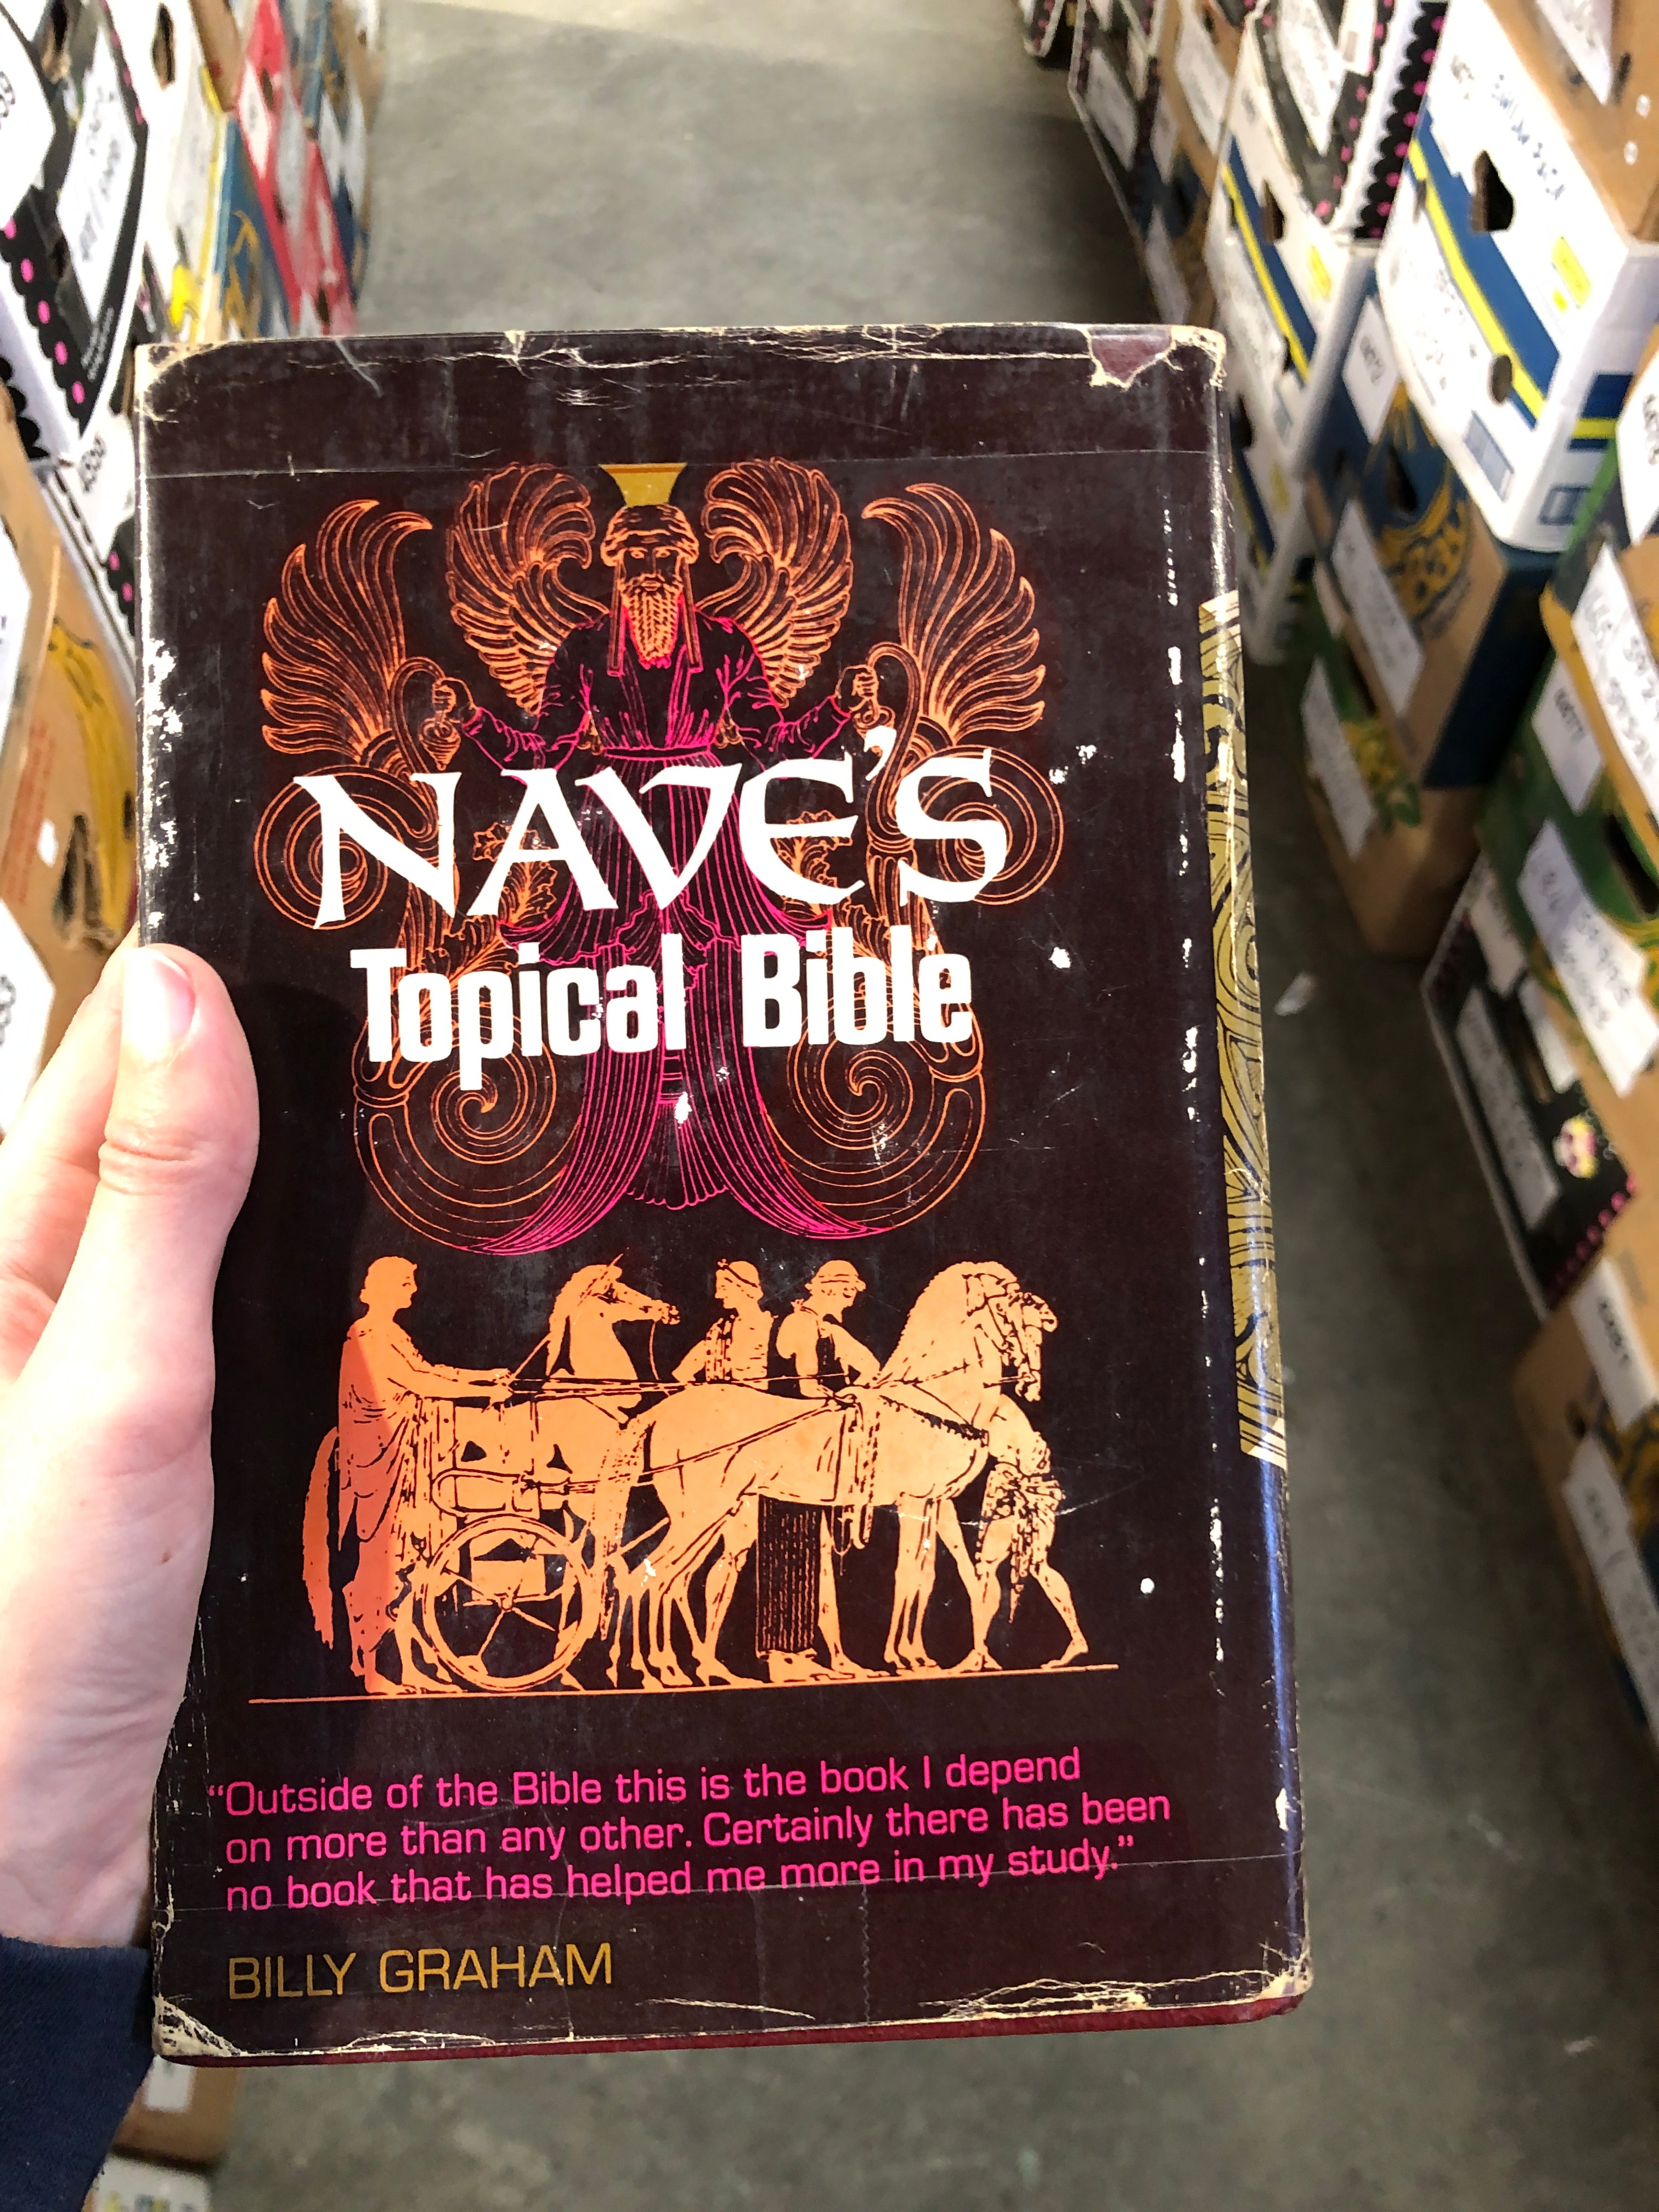 NAVE'S
Topical Bible
“Outside of the Bible this is the book I depend
on more than any other. Certainly there has been
no book that has helped me more in my study.”
BILLY GRAHAM